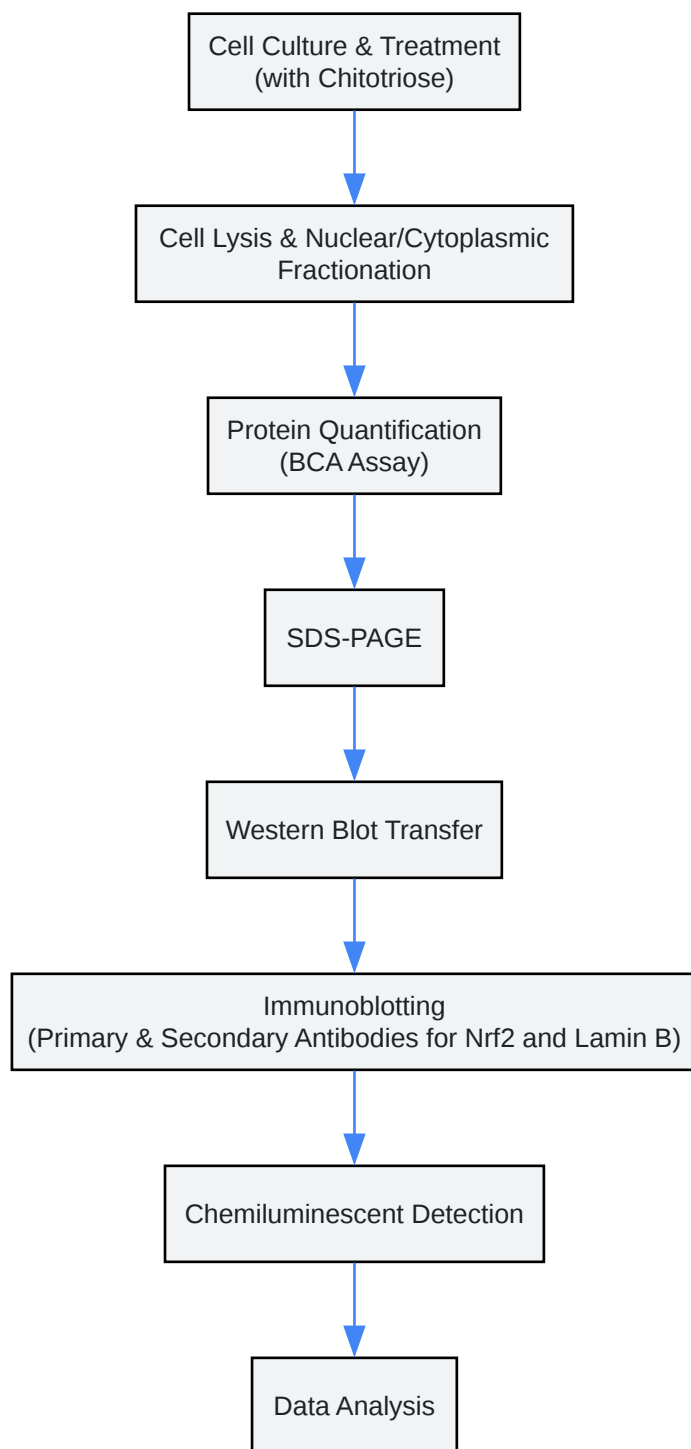 Cell Culture & Treatment
(with Chitotriose)
Cell Lysis & Nuclear/Cytoplasmic
Fractionation
Protein Quantification
(BCA Assay)
SDS-PAGE
Western Blot Transfer
Immunoblotting
(Primary & Secondary Antibodies for Nrf2 and Lamin B)
Chemiluminescent Detection
Data Analysis